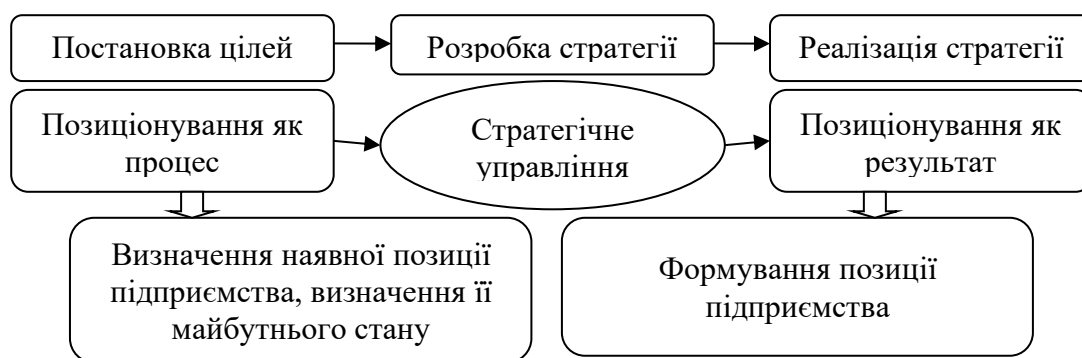 Постановка цілей
Розробка стратегії
Реалізація стратегії
Позиціонування як
процес
Стратегічне
управління
Позиціонування як
результат
Визначення наявної позиції
підприємства, визначення її
майбутнього стану
Формування позиції
підприємства